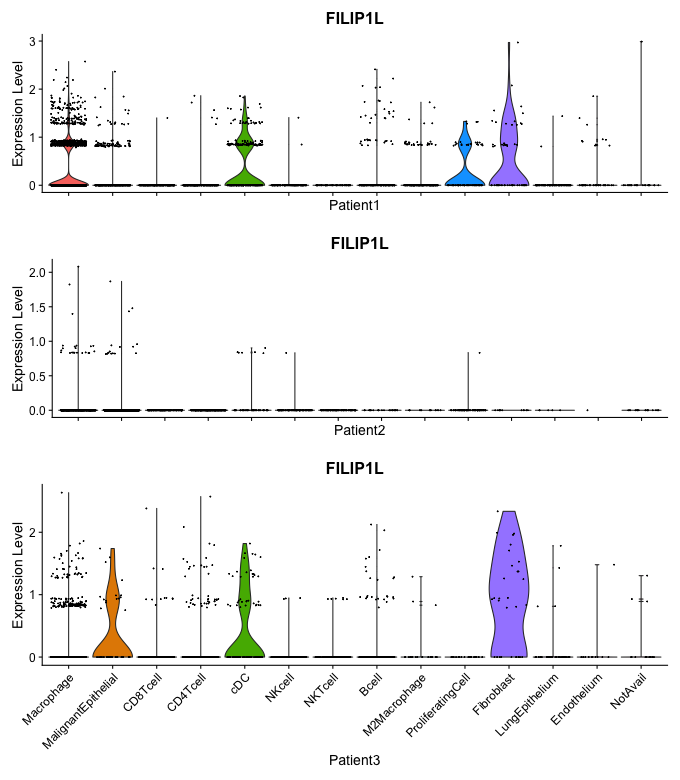 FILIP1L
Expression Level
3
2
1
0
Patient1
FILIP1L
Expression Level
2.0
1.5
1.0
0.5
0.0
Patient2
FILIP1L
Expression Level
2
1
0
Macrophage
MalignantEpithelial
CD8Tcell
CD4Tcell
cDC
NKcell
NKTcell
Bcell
M2Macrophage
ProliferatingCell
Fibroblast
LungEpithelium
Endothelium
NotAvail
Patient3